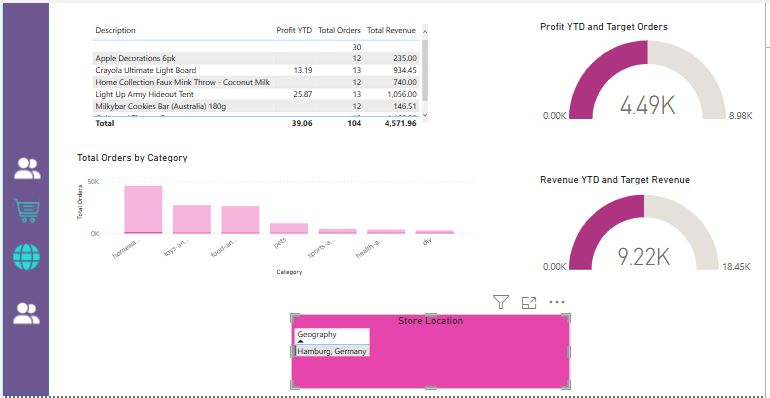 Description Profit YTD Total Orders Total Revenue
30
Apple Decorations 6pk 12 235.00
Crayola Ultimate Light Board 13.19 13 934.45
Home Collection Faux Mink Throw - Coconut Milk 12 740.00
Light Up Army Hideout Tent 25.87 13 1,056.00
Milkybar Cookies Bar (Australia) 180g 12 146.51
Total 39.06 104 4,571.96
Profit YTD and Target Orders
4.49K
0.00K 8.98K
Total Orders by Category
Total Orders
50K
0K
homewa... toys-an... food-an... pets sports-a... health-a... diy
Category
Revenue YTD and Target Revenue
9.22K
0.00K 18.45K
Store Location
Geography
Hamburg, Germany